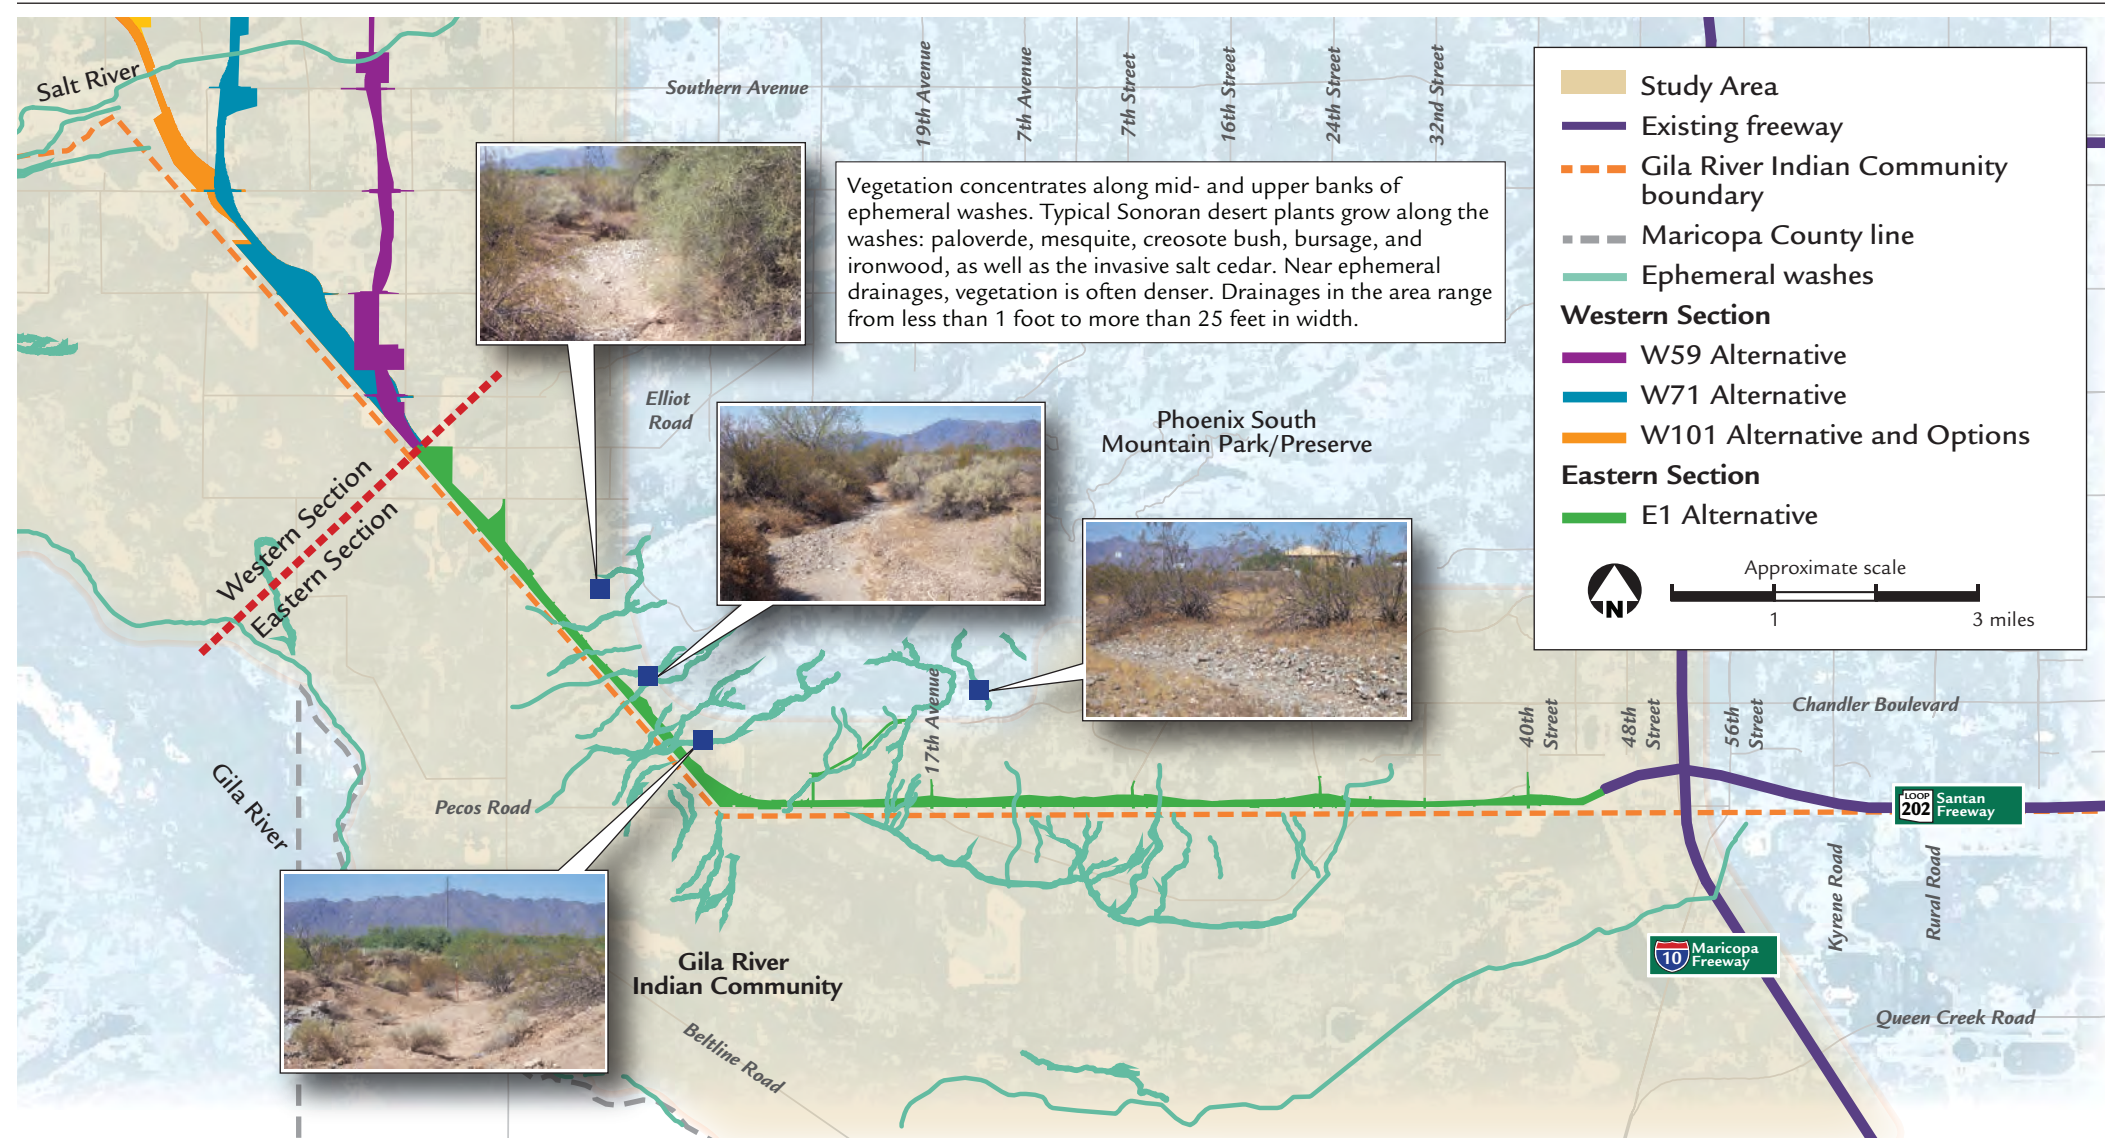 Salt River
Southern Avenue
19th Avenue
7th Avenue
7th Street
16th Street
24th Street
32nd Street
Vegetation concentrates along mid- and upper banks of
ephemeral washes. Typical Sonoran desert plants grow along the
washes: paloverde, mesquite, creosote bush, bursage, and
ironwood, as well as the invasive salt cedar. Near ephemeral
drainages, vegetation is often denser. Drainages in the area range
from less than 1 foot to more than 25 feet in width.
Study Area
Existing freeway
Gila River Indian Community
boundary
Maricopa County line
Ephemeral washes
Western Section
W59 Alternative
W71 Alternative
W101 Alternative and Options
Eastern Section
E1 Alternative
N
Approximate scale
1
3 miles
Elliot
Road
Phoenix South
Mountain Park/Preserve
Western Section
Eastern Section
17th Avenue
40th
Street
48th
Street
56th
Street
Chandler Boulevard
Gila River
Pecos Road
LOOP
202
Santan
Freeway
Kyrene Road
Rural Road
10
Maricopa
Freeway
Gila River
Indian Community
Beltline Road
Queen Creek Road